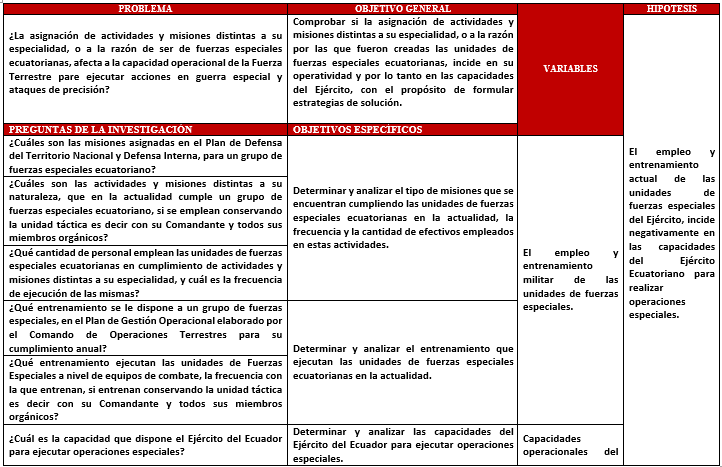 PROBLEMA
OBJETIVO GENERAL
VARIABLES
HIPOTESIS
¿La asignación de actividades y misiones distintas a su
especialidad, o a la razón de ser de fuerzas especiales
ecuatorianas, afecta a la capacidad operacional de la Fuerza
Terrestre pare ejecutar acciones en guerra especial y
ataques de precisión?
Comprobar si la asignación de actividades y
misiones distintas a su especialidad, o a la razón
por las que fueron creadas las unidades de
fuerzas especiales ecuatorianas, incide en su
operatividad y por lo tanto en las capacidades
del Ejército, con el propósito de formular
estrategias de solución.
PREGUNTAS DE LA INVESTIGACIÓN
OBJETIVOS ESPECÍFICOS
¿Cuáles son las misiones asignadas en el Plan de Defensa
del Territorio Nacional y Defensa Interna, para un grupo de
fuerzas especiales ecuatoriano?
¿Cuáles son las actividades y misiones distintas a su
naturaleza, que en la actualidad cumple un grupo de
fuerzas especiales ecuatoriano, si se emplean conservando
la unidad táctica es decir con su Comandante y todos sus
miembros orgánicos?
¿Qué cantidad de personal emplean las unidades de fuerzas
especiales ecuatorianas en cumplimiento de actividades y
misiones distintas a su especialidad, y cuál es la frecuencia
de ejecución de las mismas?
Determinar y analizar el tipo de misiones que se
encuentran cumpliendo las unidades de fuerzas
especiales ecuatorianas en la actualidad, la
frecuencia y la cantidad de efectivos empleados
en estas actividades.
¿Qué entrenamiento se le dispone a un grupo de fuerzas
especiales, en el Plan de Gestión Operacional elaborado por
el Comando de Operaciones Terrestres para su
cumplimiento anual?
¿Qué entrenamiento ejecutan las unidades de Fuerzas
Especiales a nivel de equipos de combate, la frecuencia con
la que entrenan, si entrenan conservando la unidad táctica
es decir con su Comandante y todos sus miembros
orgánicos?
Determinar y analizar el entrenamiento que
ejecutan las unidades de fuerzas especiales
ecuatorianas en la actualidad.
El empleo y
entrenamiento
militar de las
unidades de fuerzas
especiales.
El empleo y
entrenamiento
actual de las
unidades de
fuerzas especiales
del Ejército, incide
negativamente en
las capacidades
del Ejército
Ecuatoriano para
realizar
operaciones
especiales.
¿Cuál es la capacidad que dispone el Ejército del Ecuador
para ejecutar operaciones especiales?
Determinar y analizar las capacidades del
Ejército del Ecuador para ejecutar operaciones
especiales.
Capacidades
operacionales del